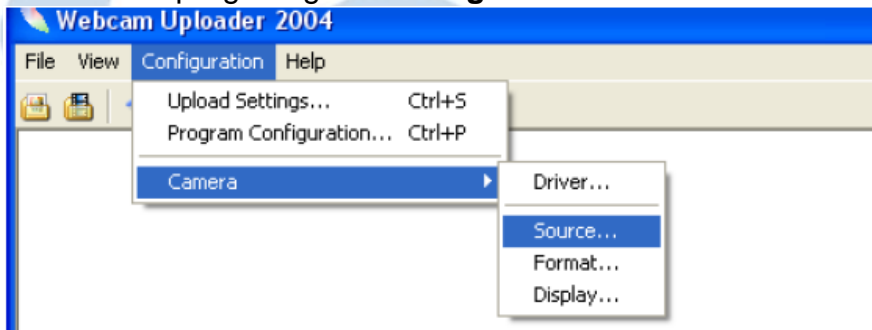 Webcam Uploader 2004
File View Configuration Help
Upload Settings... Ctrl+S
Program Configuration... Ctrl+P
Camera
Driver...
Source...
Format...
Display...